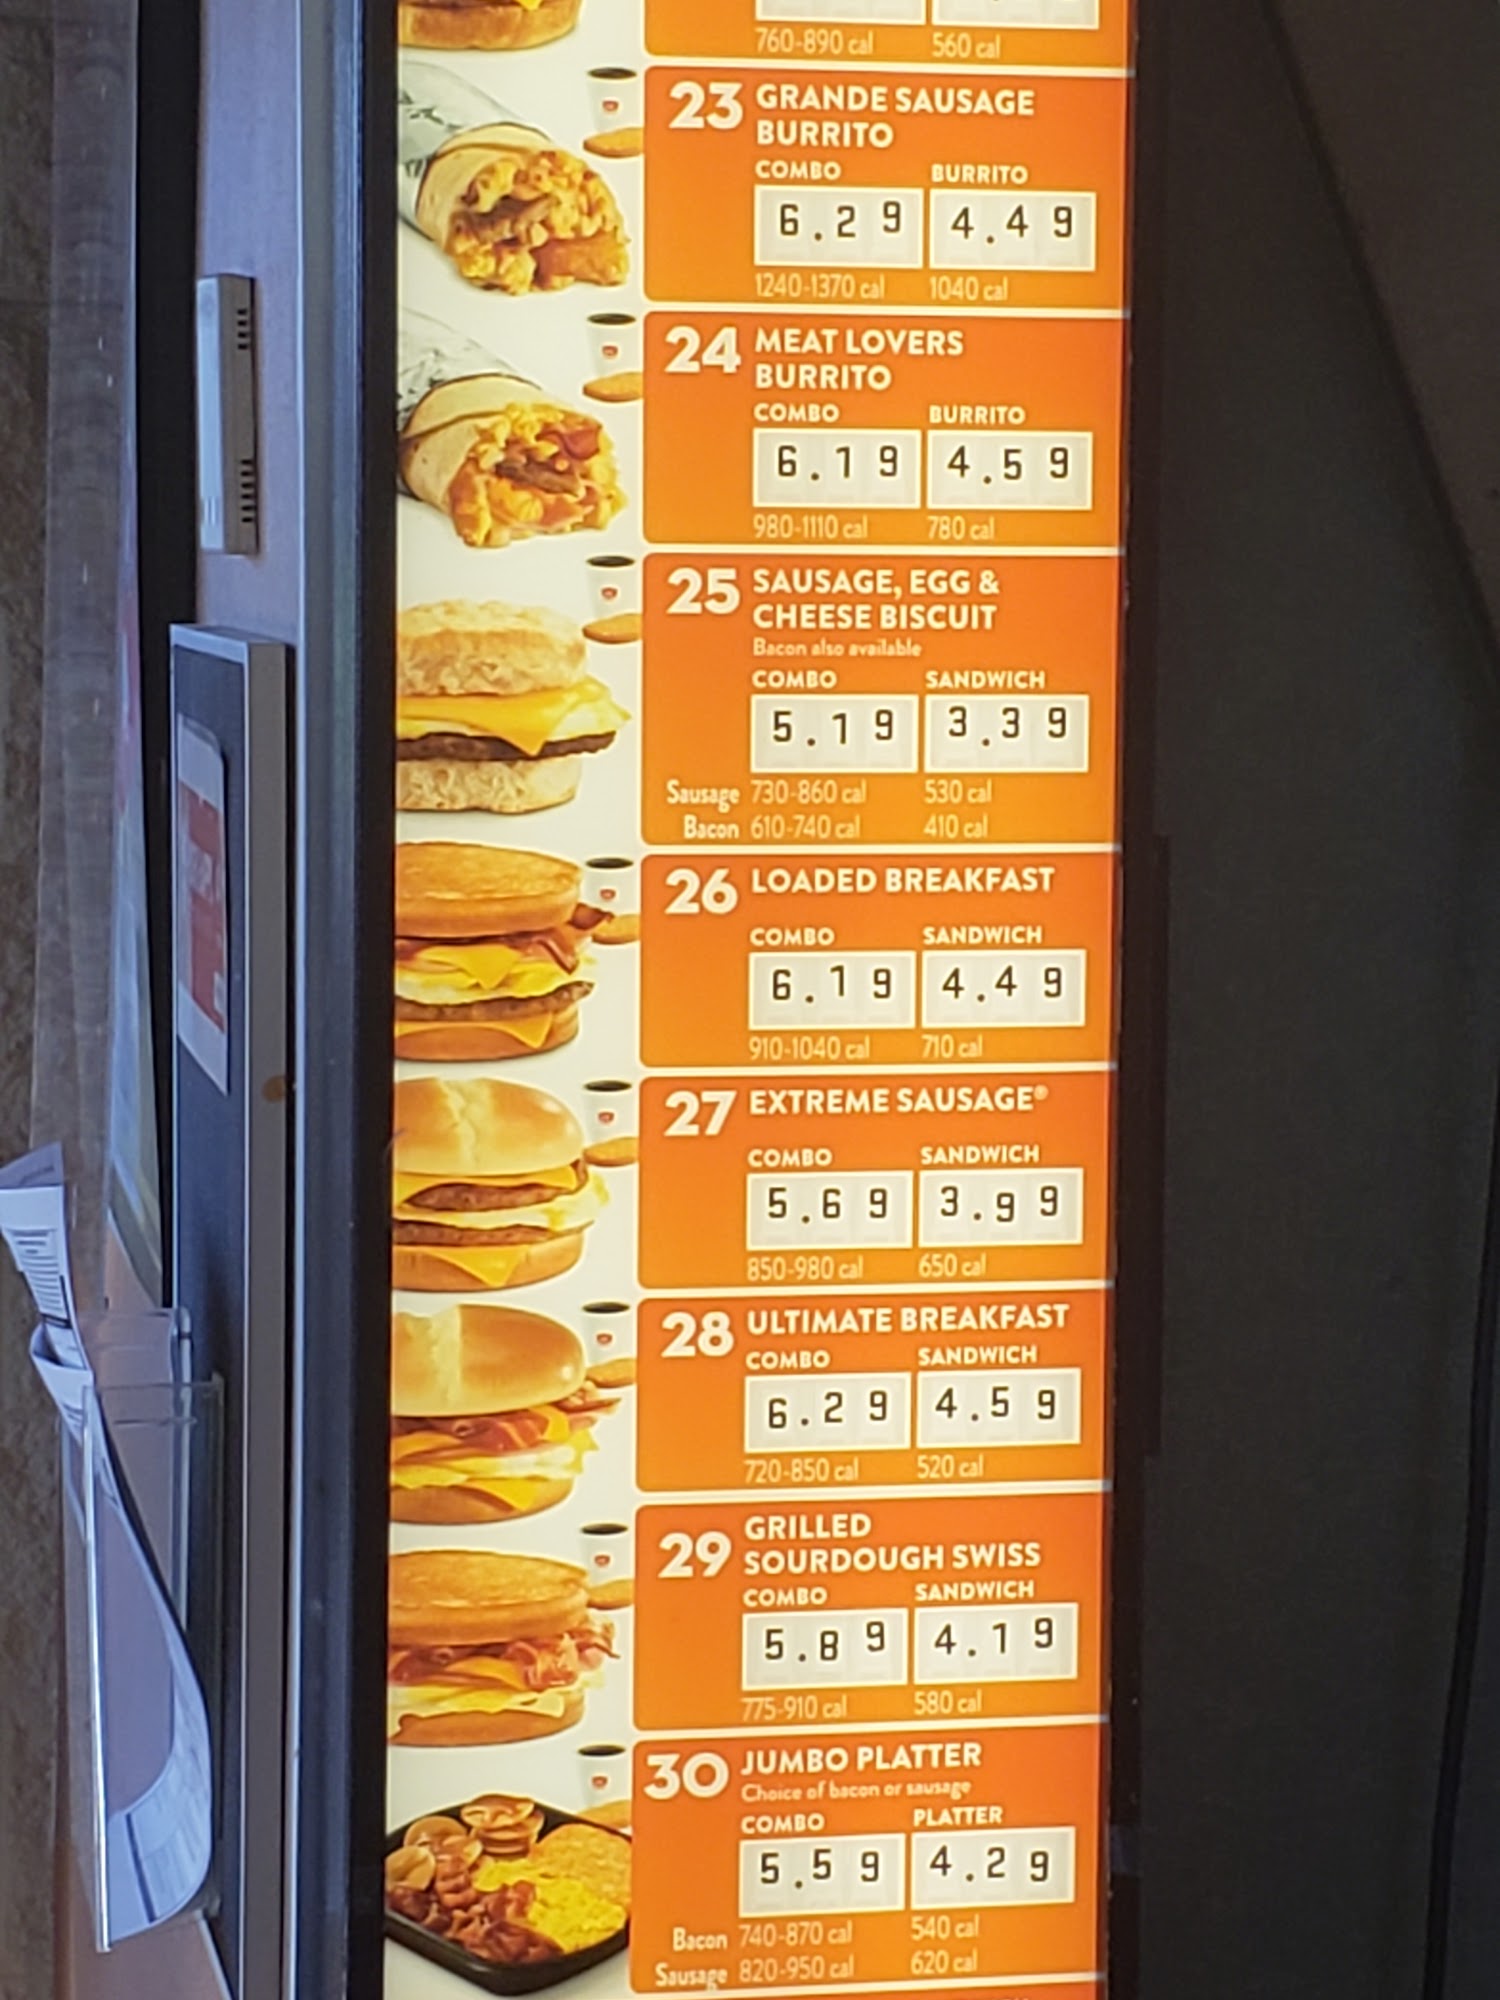 760-890 cal 560 cal
23 GRANDE SAUSAGE
BURRITO
COMBO BURRITO
6.29 4.49
1240-1370 cal 1040 cal
24 MEAT LOVERS
BURRITO
COMBO BURRITO
6.19 4.59
980-1110 cal 780 cal
25 SAUSAGE, EGG &
CHEESE BISCUIT
Bacon also available
COMBO SANDWICH
5.19 3.39
Sausage 730-860 cal 530 cal
Bacon 610-740 cal 410 cal
26 LOADED BREAKFAST
COMBO SANDWICH
6.19 4.49
910-1040 cal 710 cal
27 EXTREME SAUSAGE®
COMBO SANDWICH
5.69 3.99
850-980 cal 650 cal
28 ULTIMATE BREAKFAST
COMBO SANDWICH
6.29 4.59
720-850 cal 520 cal
29 GRILLED
SOURDOUGH SWISS
COMBO SANDWICH
5.89 4.19
775-910 cal 580 cal
30 JUMBO PLATTER
Choice of bacon or sausage
COMBO PLATTER
5.59 4.29
Bacon 740-870 cal 540 cal
Sausage 820-950 cal 620 cal